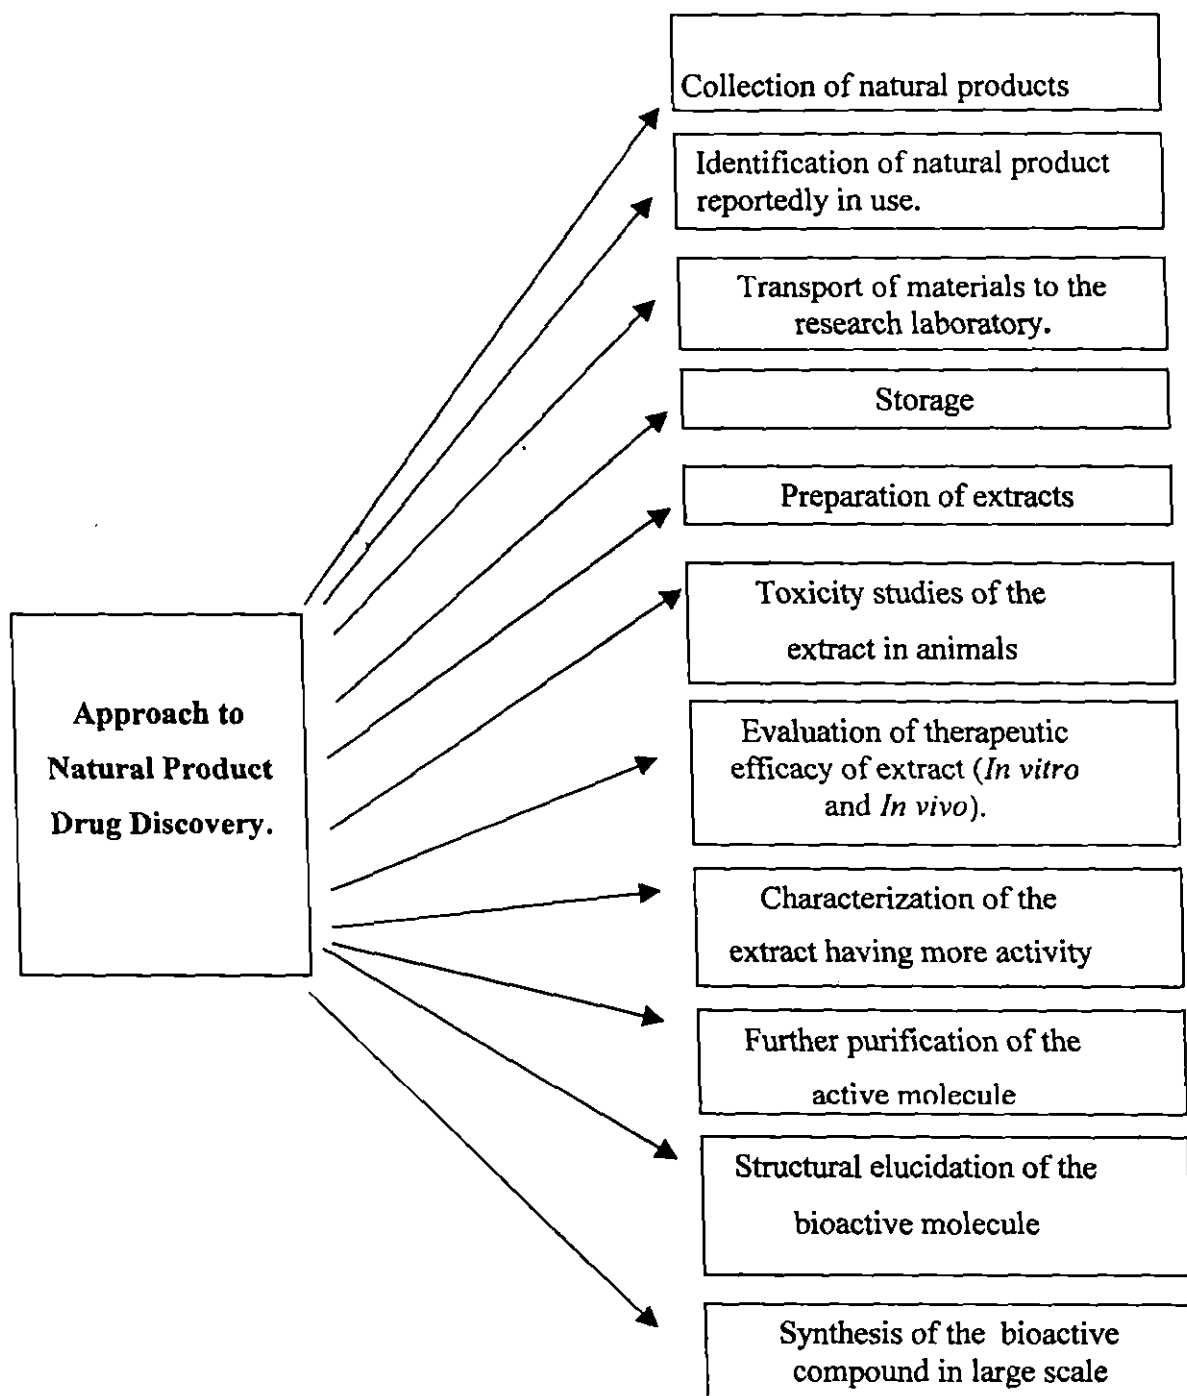 Collection of natural products
Identification of natural product
reportedly in use.
Transport of materials to the
research laboratory.
Storage
Preparation of extracts
Toxicity studies of the
extract in animals
Approach to
Natural Product
Drug Discovery.
Evaluation of therapeutic
efficacy of extract (In vitro
and In vivo).
Characterization of the
extract having more activity
Further purification of the
active molecule
Structural elucidation of the
bioactive molecule
Synthesis of the bioactive
compound in large scale